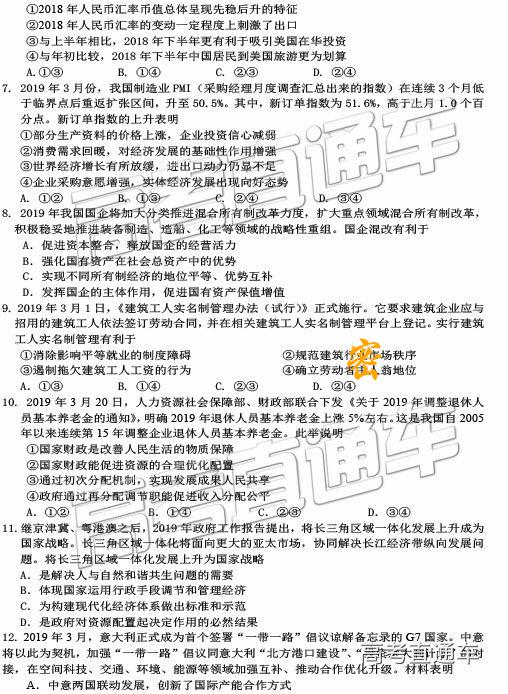 ①2018 年人民币汇率币值总体呈现先稳后升的特征
②2018 年人民币汇率的变动一定程度上刺激了出口
③与上半年相比，2018 年下半年更有利于吸引美国在华投资
④与年初比较，2018 年下半年中国居民到美国旅游更为划算
A．①③ B．①④ C．②③ D．②④
7．2019 年 3 月份，我国制造业 PMI（采购经理月度调查汇总出来的指数）在连续 3 个月低
于临界点后重返扩张区间，升至 50.5%。其中，新订单指数为 51.6%，高于上月 1.0 个百
分点。新订单指数的上升表明
①部分生产资料的价格上涨，企业投资信心减弱
②消费需求回暖，对经济发展的基础性作用增强
③世界经济增长有所放缓，进出口动力仍显不足
④企业采购意愿增强，实体经济发展出现向好态势
A．①② B．①③ C．②④ D．③④
8．2019 年我国国企将加大分类推进混合所有制改革力度，扩大重点领域混合所有制改革，
积极稳妥地推进装备制造、造船、化工等领域的战略性重组。国企混改有利于
A．促进资本整合，释放国企的经营活力
B．强化国有资产在社会总资产中的优势
C．实现不同所有制经济的地位平等、优势互补
D．发挥国企的主体作用，促进国有资产保值增值
9．2019 年 3 月 1 日，《建筑工人实名制管理办法（试行）》正式施行。它要求建筑企业应与
招用的建筑工人依法签订劳动合同，并在相关建筑工人实名制管理平台上登记。实行建筑
工人实名制管理有利于
①消除影响平等就业的制度障碍 ②规范建筑行业市场秩序
③遏制拖欠建筑工人工资的行为 ④确立劳动者主人翁地位
A．①③ B．①④ C．②③ D．②④
密
10．2019 年 3 月 20 日，人力资源社会保障部、财政部联合下发《关于 2019 年调整退休人
员基本养老金的通知》，明确 2019 年退休人员基本养老金上涨 5%左右。这是我国自 2005
年以来连续第 15 年调整企业退休人员基本养老金。此举说明
①国家财政是改善人民生活的物质保障
②国家财政能促进资源的合理优化配置
③通过初次分配机制，实现发展成果人民共享
④政府通过再分配调节职能促进收入分配公平
A．①② B．①④ C．②③ D．③④
11．继京津冀、粤港澳之后，2019 年政府工作报告提出，将长三角区域一体化发展上升成为
国家战略。长三角区域一体化将面向更大的亚太市场，协同解决长江经济带纵向发展问
题。将长三角区域一体化发展上升为国家战略
A．是解决人与自然和谐共生问题的需要
B．体现国家运用行政手段调节和管理经济
C．为构建现代化经济体系做出标准和示范
D．是政府对资源配置起决定作用的必然结果
12．2019 年 3 月，意大利正式成为首个签署“一带一路”倡议谅解备忘录的 G7 国家。中意
将以此为契机，加强“一带一路”倡议同意大利“北方港口建设”、
接，在空间科技、交通、环境、能源等领域加强互补、推动合作优化升级。材料表明
A．中意两国联动发展，创新了国际产能合作方式
高考直通车
高考直通车
高考直通车